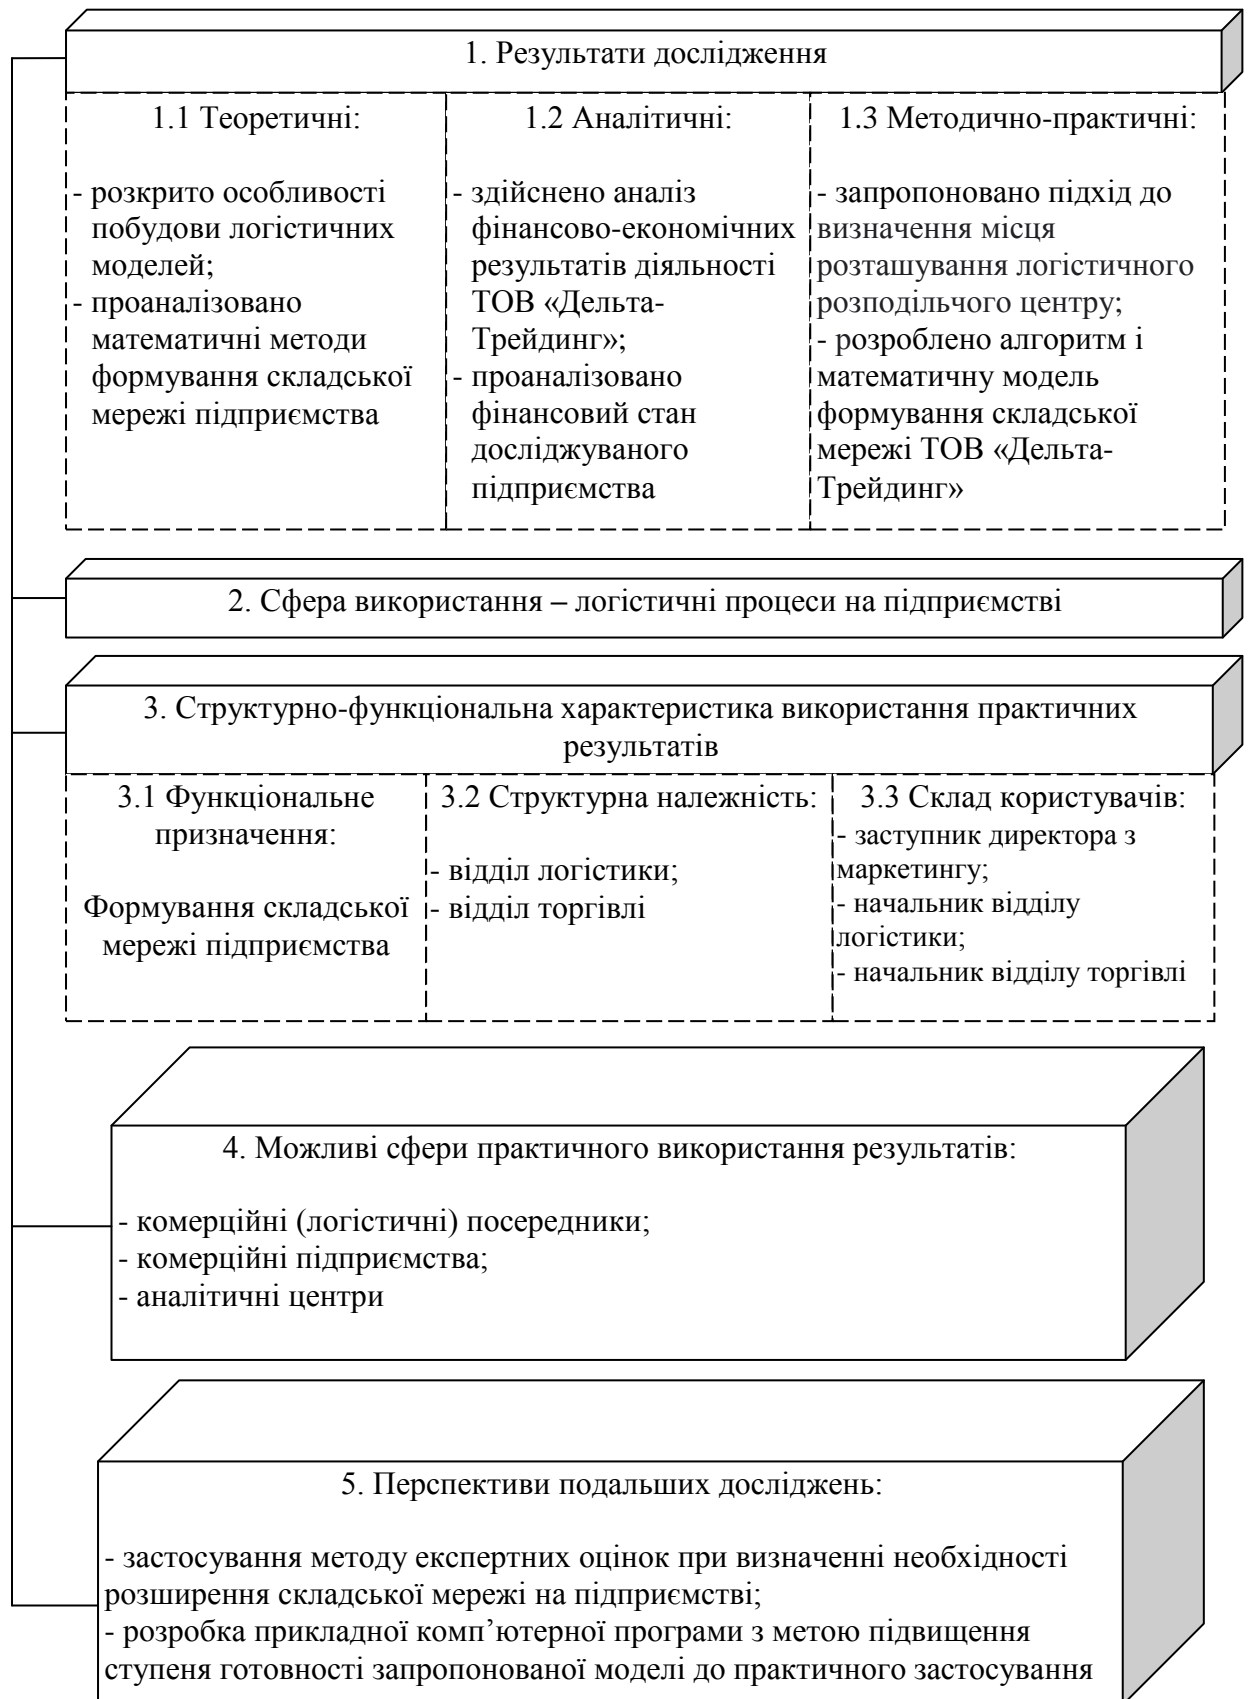 1. Результати дослідження
1.1 Теоретичні:
- розкрито особливості
побудови логістичних
моделей;
- проаналізовано
математичні методи
формування складської
мережі підприємства
1.2 Аналітичні:
- здійснено аналіз
фінансово-економічних
результатів діяльності
ТОВ «Дельта-
Трейдинг»;
- проаналізовано
фінансовий стан
досліджуваного
підприємства
1.3 Методично-практичні:
- запропоновано підхід до
визначення місця
розташування логістичного
розподільчого центру;
- розроблено алгоритм і
математичну модель
формування складської
мережі ТОВ «Дельта-
Трейдинг»
2. Сфера використання – логістичні процеси на підприємстві
3. Структурно-функціональна характеристика використання практичних
результатів
3.1 Функціональне
призначення:
Формування складської
мережі підприємства
3.2 Структурна належність:
- відділ логістики;
- відділ торгівлі
3.3 Склад користувачів:
- заступник директора з
маркетингу;
- начальник відділу
логістики;
- начальник відділу торгівлі
4. Можливі сфери практичного використання результатів:
- комерційні (логістичні) посередники;
- комерційні підприємства;
- аналітичні центри
5. Перспективи подальших досліджень:
- застосування методу експертних оцінок при визначенні необхідності
розширення складської мережі на підприємстві;
- розробка прикладної комп’ютерної програми з метою підвищення
ступеня готовності запропонованої моделі до практичного застосування